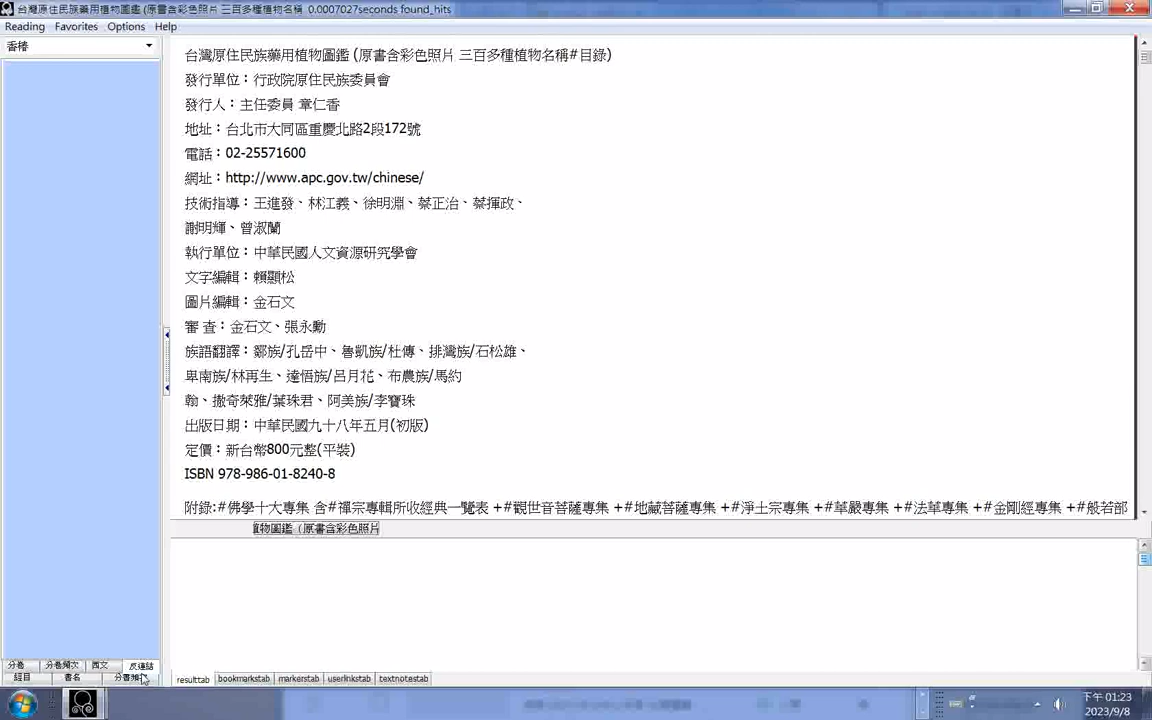 台灣原住民族藥用植物圖鑑 (原書含彩色照片 三百多種植物名稱 0.0007027seconds found_hits
Reading Favorites Options Help
香椿
台灣原住民族藥用植物圖鑑 (原書含彩色照片 三百多種植物名稱#目錄)
發行單位：行政院原住民族委員會
發行人：主任委員 章仁香
地址：台北市大同區重慶北路2段172號
電話：02-25571600
網址：http://www.apc.gov.tw/chinese/
技術指導：王進發、林江義、徐明淵、蔡正治、蔡揮政、
謝明輝、曾淑蘭
執行單位：中華民國人文資源研究學會
文字編輯：賴顯松
圖片編輯：金石文
審 查：金石文、張永勳
族語翻譯：鄒族/孔岳中、魯凱族/杜傳、排灣族/石松雄、
卑南族/林再生、達悟族/呂月花、布農族/馬約
翰、撒奇萊雅/葉珠君、阿美族/李寶珠
出版日期：中華民國九十八年五月(初版)
定價：新台幣800元整(平裝)
ISBN 978-986-01-8240-8
附錄:#佛學十大專集 含#禪宗專輯所收經典一覽表 +#觀世音菩薩專集 +#地藏菩薩專集 +#淨土宗專集 +#華嚴專集 +#法華專集 +#金剛經專集 +#般若部
植物圖鑑 (原書含彩色照片
分卷 分卷頻次 西文 反連結
經目 書名 分書頻次
resulttab bookmarkstab markerstab userlinkstab textnotestab
下午 01:23
2023/9/8